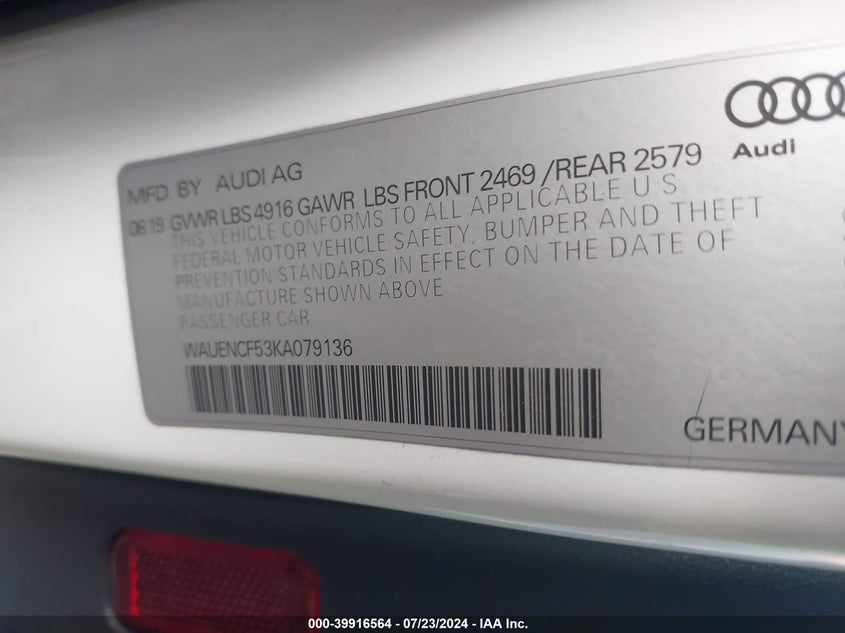 Audi
MFD. BY AUDI AG
08 19 GVWR LBS 4916 GAWR LBS FRONT 2469 / REAR 2579
THIS VEHICLE CONFORMS TO ALL APPLICABLE U.S.
FEDERAL MOTOR VEHICLE SAFETY, BUMPER AND THEFT
PREVENTION STANDARDS IN EFFECT ON THE DATE OF
MANUFACTURE SHOWN ABOVE
PASSENGER CAR
WAUENCF53KA079136
GERMANY
000-39916564 - 07/23/2024 - IAA Inc.